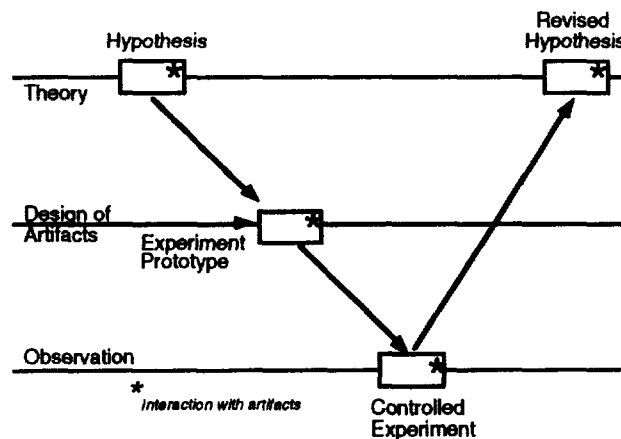 Hypothesis
Revised
Hypothesis
*
*
Theory
Design of
Artifacts
*
Experiment
Prototype
Observation
*
* Interaction with artifacts
Controlled
Experiment